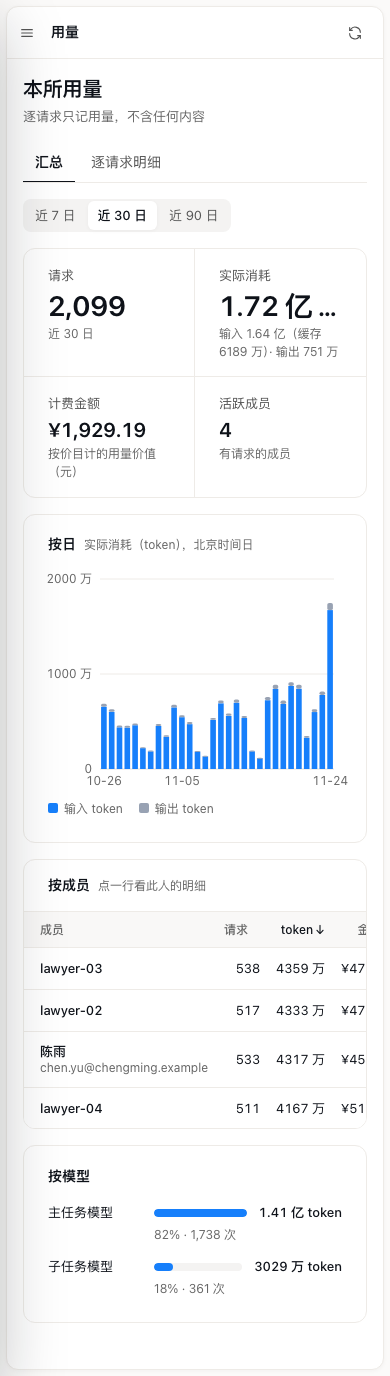 用量
本所用量
逐请求只记用量，不含任何内容
汇总 逐请求明细
近 7 日 近 30 日 近 90 日
请求
2,099
近 30 日
实际消耗
1.72 亿 ...
输入 1.64 亿（缓存
6189 万）· 输出 751 万
计费金额
¥1,929.19
按价目计的用量价值
（元）
活跃成员
4
有请求的成员
按日 实际消耗（token），北京时间日
2000 万
1000 万
0
10-26 11-05 11-24
输入 token 输出 token
按成员 点一行看此人的明细
成员 请求 token ↓ 金
lawyer-03 538 4359 万 ¥47
lawyer-02 517 4333 万 ¥47
陈雨
chen.yu@chengming.example 533 4317 万 ¥45
lawyer-04 511 4167 万 ¥51
按模型
主任务模型 1.41 亿 token
82% · 1,738 次
子任务模型 3029 万 token
18% · 361 次